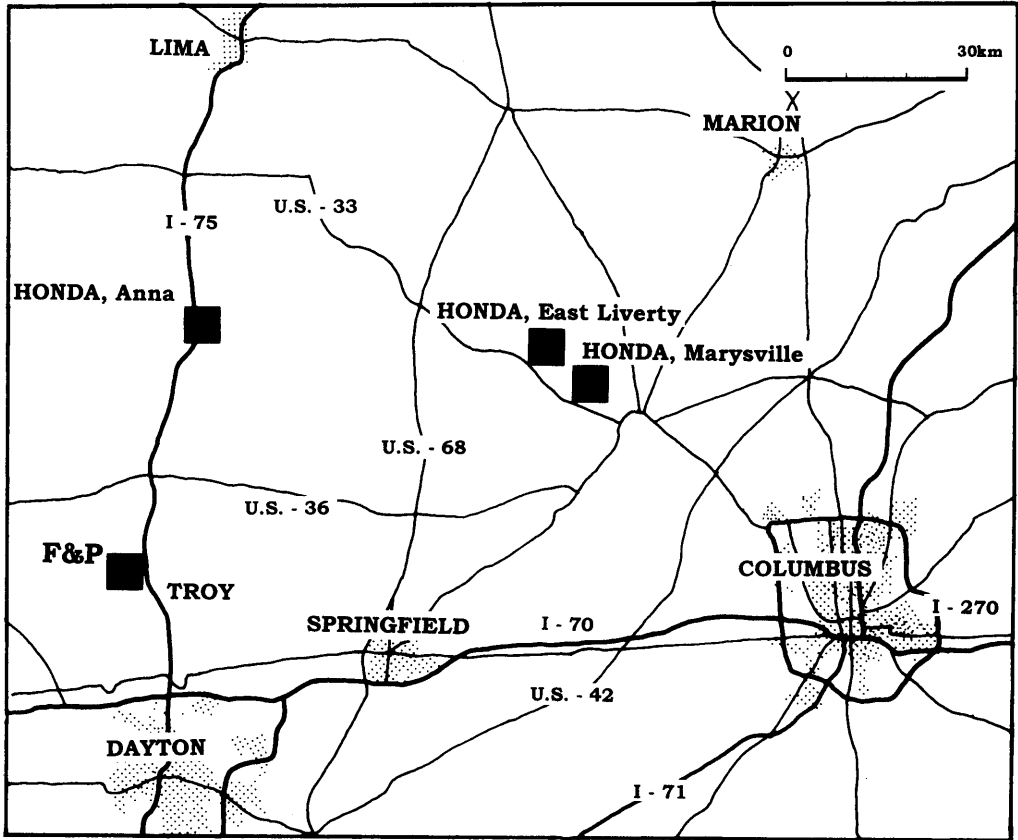 LIMA
0 30km
X
MARION
U.S. - 33
I - 75
HONDA, Anna
HONDA, East Liverty
HONDA, Marysville
U.S. - 68
U.S. - 36
F&P
TROY
COLUMBUS
I - 270
SPRINGFIELD
I - 70
U.S. - 42
DAYTON
I - 71